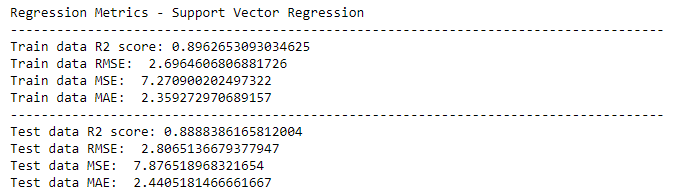 Regression Metrics - Support Vector Regression
--------------------------------------------------------------------------------
Train data R2 score: 0.8962653093034625
Train data RMSE:  2.6964606806881726
Train data MSE:  7.270900202497322
Train data MAE:  2.359272970689157
--------------------------------------------------------------------------------
Test data R2 score: 0.8888386165812004
Test data RMSE:  2.8065136679377947
Test data MSE:  7.876518968321654
Test data MAE:  2.4405181466661667